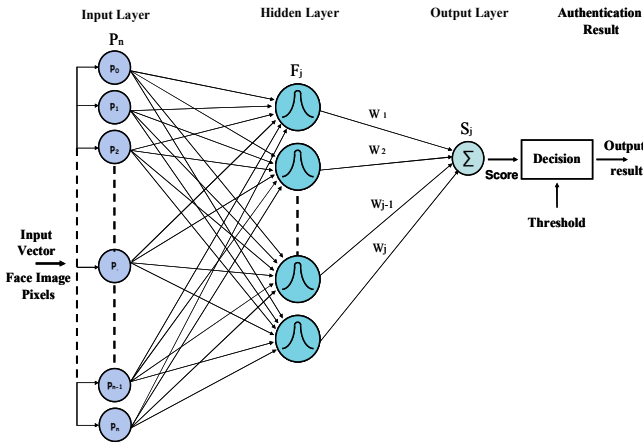 Input Layer
Hidden Layer
Output Layer
Authentication
Result
Pn
Fj
Sj
p0
p1
p2
P.
pn-1
pn
Input
Vector
Face Image
Pixels
W 1
W 2
Wj-1
Wj
Σ
Score
Decision
Output
result
Threshold